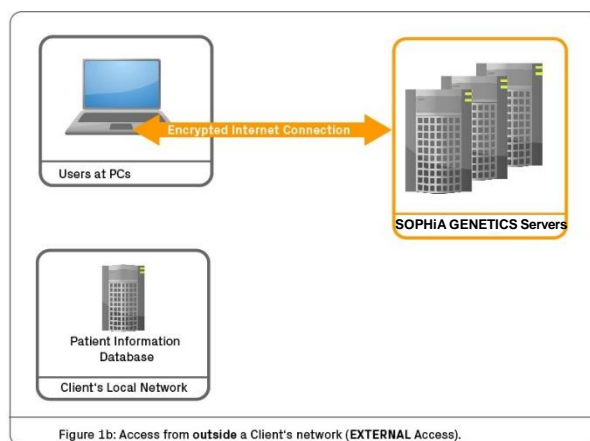 Encrypted Internet Connection
Users at PCs
SOPHiA GENETICS Servers
Patient Information
Database
Client's Local Network
Figure 1b: Access from outside a Client's network (EXTERNAL Access).